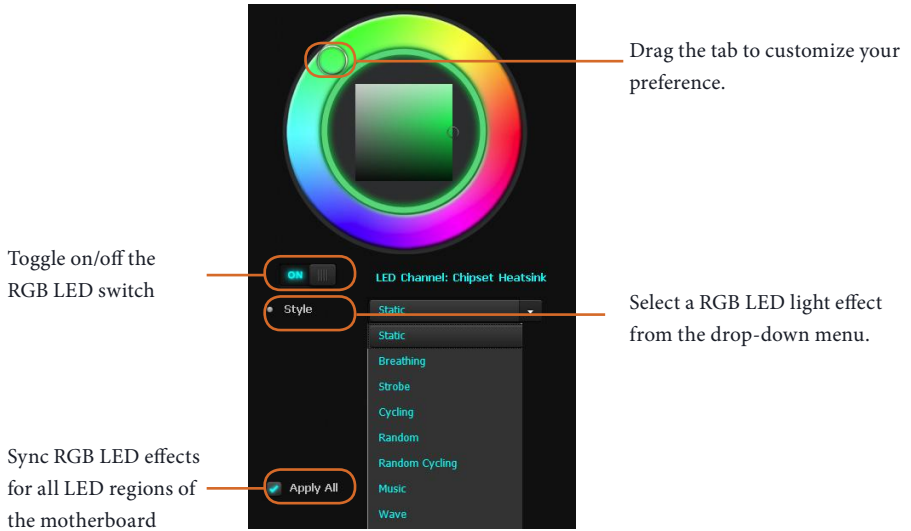 Drag the tab to customize your
preference.
Toggle on/off the
RGB LED switch
ON
LED Channel: Chipset Heatsink
Style
Static
Select a RGB LED light effect
from the drop-down menu.
Static
Breathing
Strobe
Cycling
Random
Random Cycling
Music
Wave
Sync RGB LED effects
for all LED regions of
the motherboard
Apply All